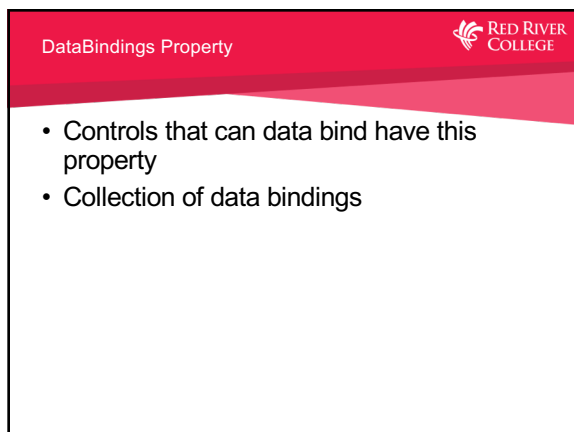 DataBindings Property
RED RIVER
COLLEGE
• Controls that can data bind have this
property
• Collection of data bindings